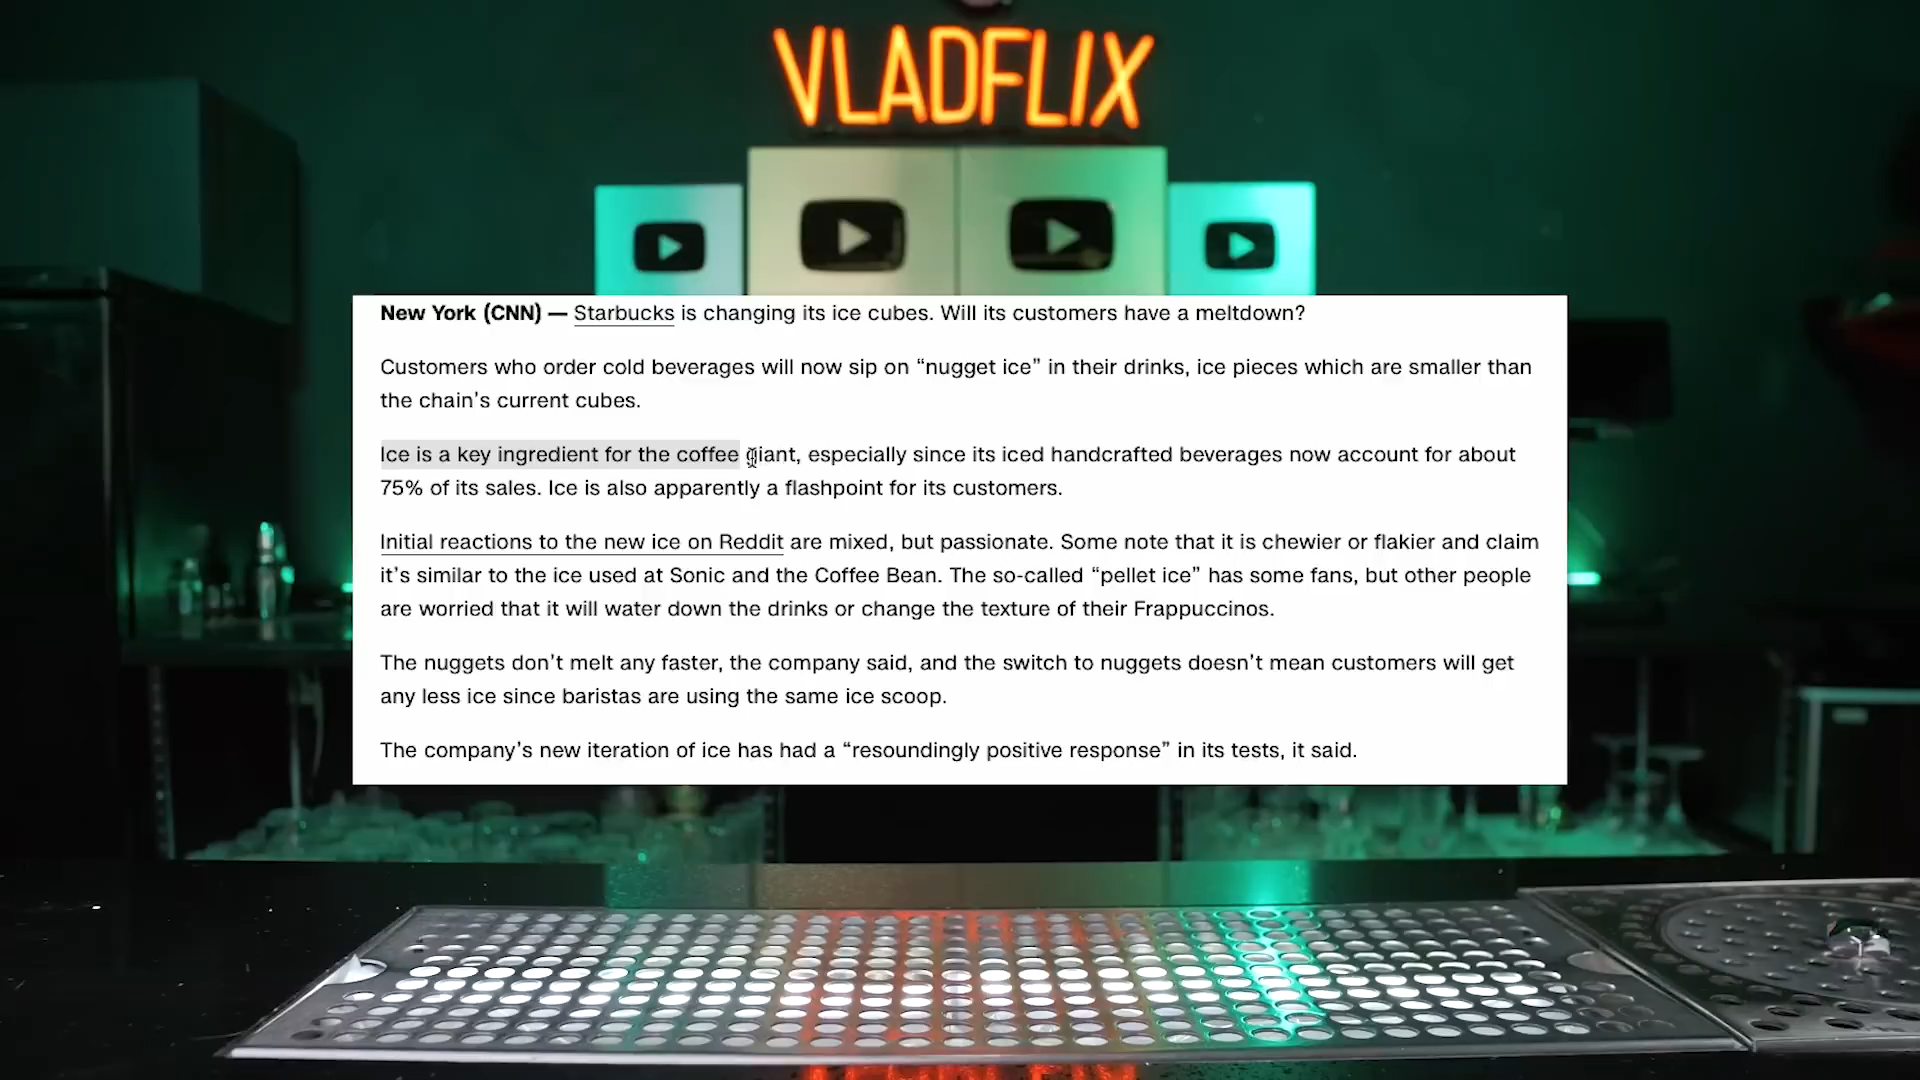 VLADFLIX
New York (CNN) — Starbucks is changing its ice cubes. Will its customers have a meltdown?
Customers who order cold beverages will now sip on “nugget ice” in their drinks, ice pieces which are smaller than
the chain’s current cubes.
Ice is a key ingredient for the coffee giant, especially since its iced handcrafted beverages now account for about
75% of its sales. Ice is also apparently a flashpoint for its customers.
Initial reactions to the new ice on Reddit are mixed, but passionate. Some note that it is chewier or flakier and claim
it’s similar to the ice used at Sonic and the Coffee Bean. The so-called “pellet ice” has some fans, but other people
are worried that it will water down the drinks or change the texture of their Frappuccinos.
The nuggets don’t melt any faster, the company said, and the switch to nuggets doesn’t mean customers will get
any less ice since baristas are using the same ice scoop.
The company’s new iteration of ice has had a “resoundingly positive response” in its tests, it said.